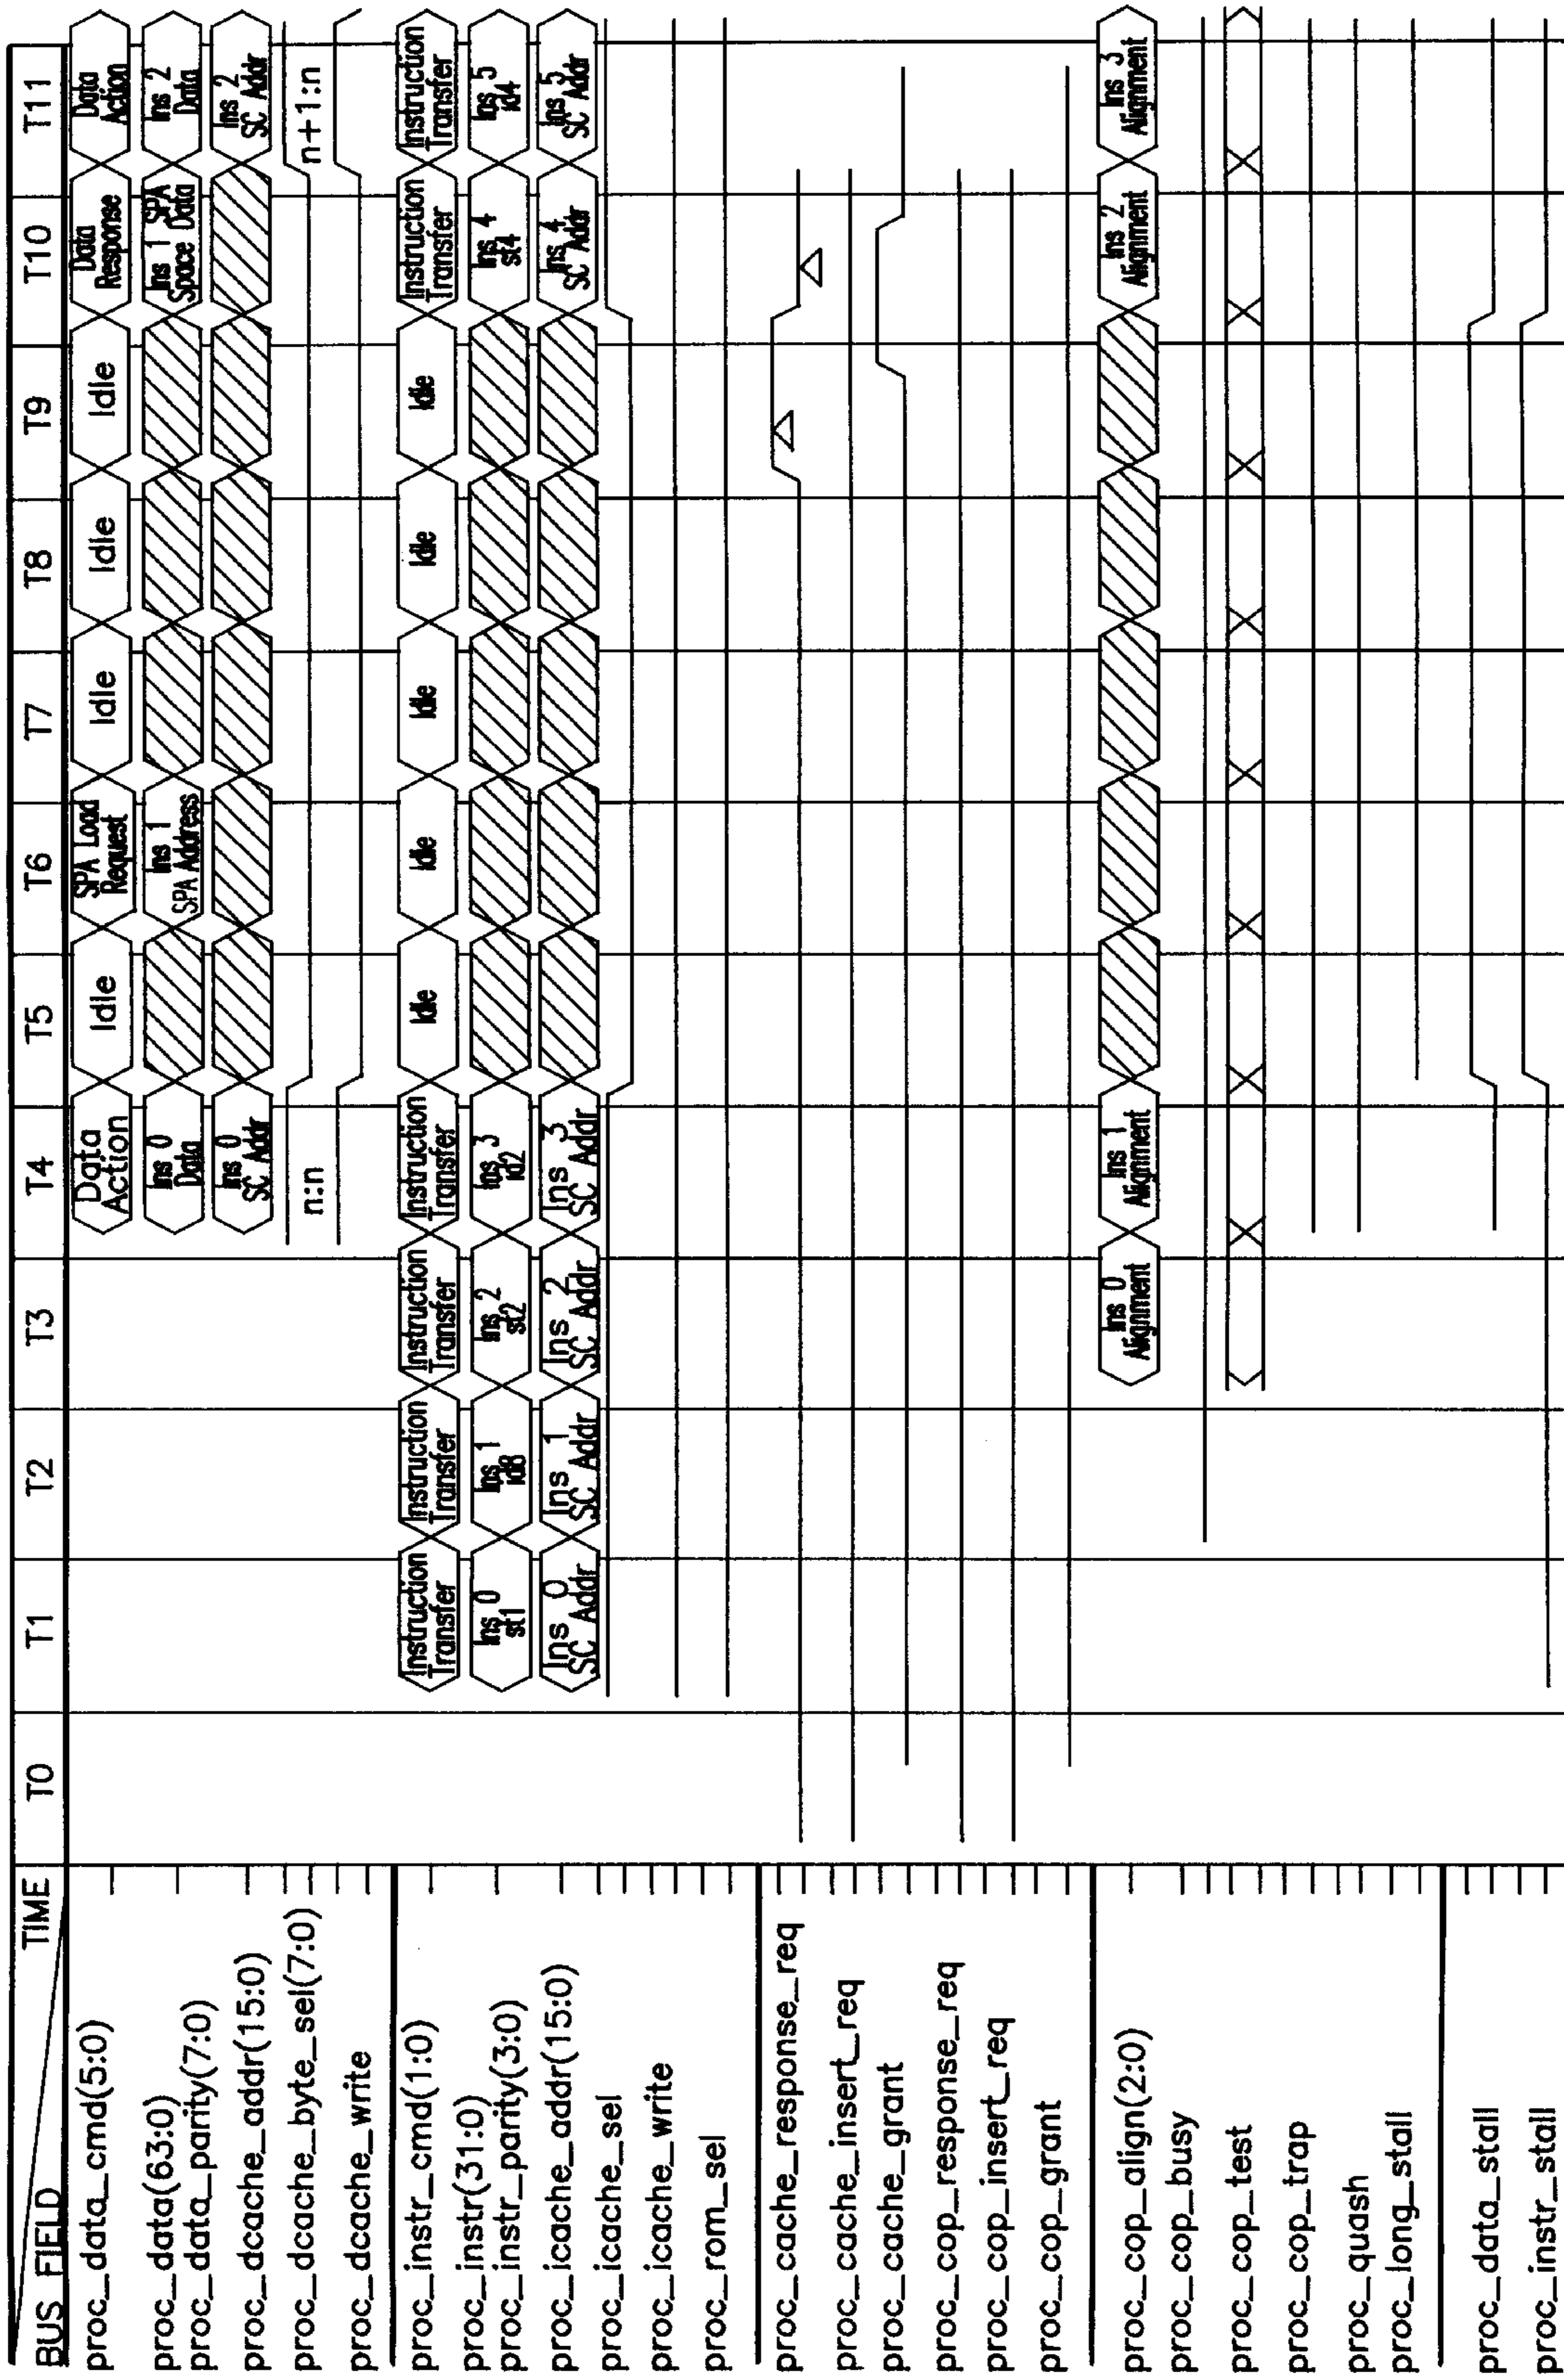 BUS FIELD TIME T0 T1 T2 T3 T4 T5 T6 T7 T8 T9 T10 T11
proc_data_cmd(5:0)
Data
Action
Idle
SPA Load
Request
Idle
Idle
Idle
Data
Response
Data
Action
proc_data(63:0)
proc_data_parity(7:0)
Ins 0
Data
Ins 1
SPA Address
Ins 1 SPA
Space Data
Ins 2
Data
proc_dcache_addr(15:0)
Ins 0
SC Addr
Ins 2
SC Addr
proc_dcache_byte_sel(7:0)
n:n
n+1:n
proc_dcache_write
proc_instr_cmd(1:0)
Instruction
Transfer
Instruction
Transfer
Instruction
Transfer
Instruction
Transfer
Idle
Idle
Idle
Idle
Idle
Instruction
Transfer
Instruction
Transfer
proc_instr(31:0)
proc_instr_parity(3:0)
Ins 0
st1
Ins 1
ld8
Ins 2
st2
Ins 3
ld2
Ins 4
st4
Ins 5
ld4
proc_icache_addr(15:0)
Ins 0
SC Addr
Ins 1
SC Addr
Ins 2
SC Addr
Ins 3
SC Addr
Ins 4
SC Addr
Ins 5
SC Addr
proc_icache_sel
proc_icache_write
proc_rom_sel
proc_cache_response_req
proc_cache_insert_req
proc_cache_grant
proc_cop_response_req
proc_cop_insert_req
proc_cop_grant
proc_cop_align(2:0)
Ins 0
Alignment
Ins 1
Alignment
Ins 2
Alignment
Ins 3
Alignment
proc_cop_busy
proc_cop_test
proc_cop_trap
proc_quash
proc_long_stall
proc_data_stall
proc_instr_stall